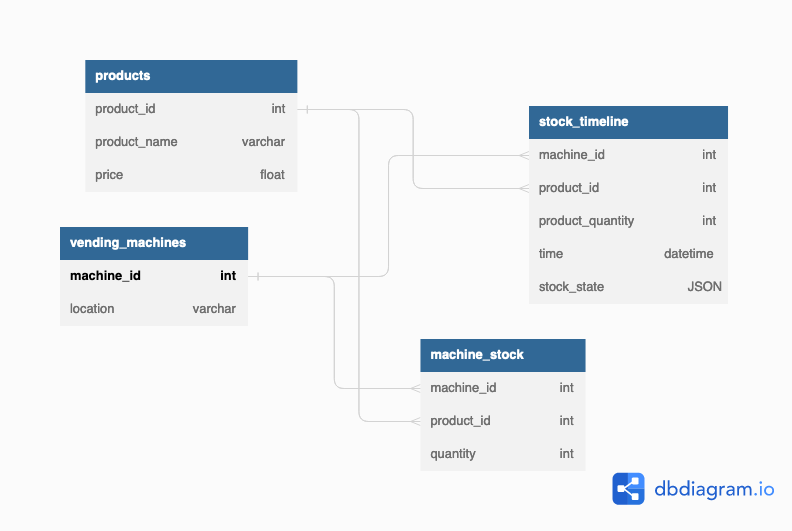 products
product_id int
product_name varchar
price float
vending_machines
machine_id int
location varchar
stock_timeline
machine_id int
product_id int
product_quantity int
time datetime
stock_state JSON
machine_stock
machine_id int
product_id int
quantity int
dbdiagram.io